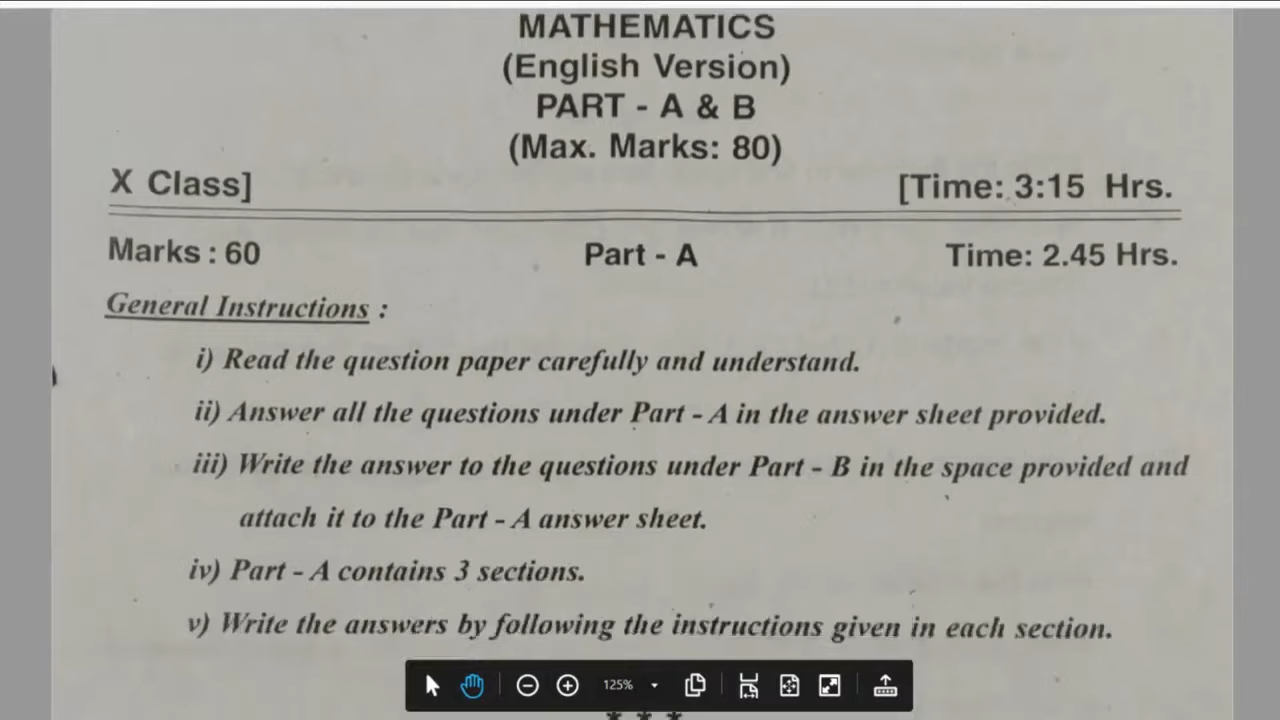 MATHEMATICS
(English Version)
PART - A & B
(Max. Marks: 80)
X Class] [Time: 3:15 Hrs.
Marks : 60 Part - A Time: 2.45 Hrs.
General Instructions :
i) Read the question paper carefully and understand.
ii) Answer all the questions under Part - A in the answer sheet provided.
iii) Write the answer to the questions under Part - B in the space provided and
attach it to the Part - A answer sheet.
iv) Part - A contains 3 sections.
v) Write the answers by following the instructions given in each section.
125%
* * *